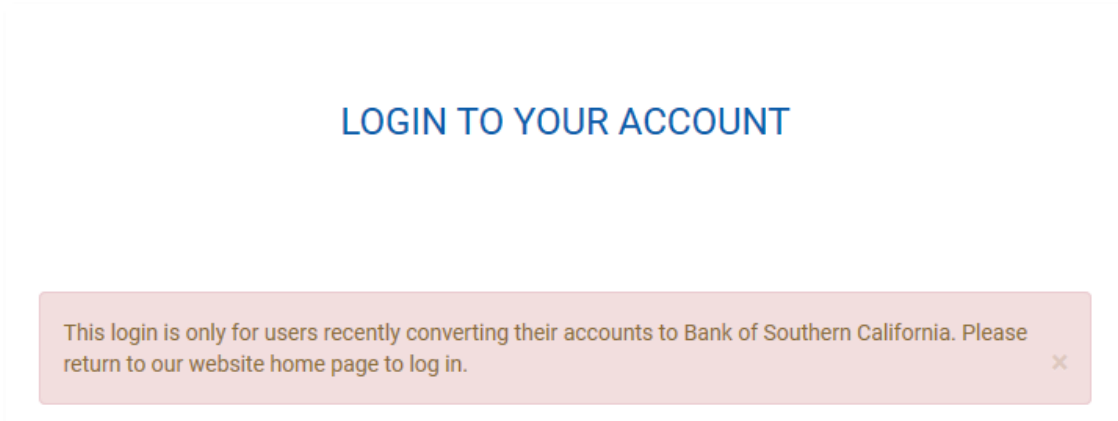 LOGIN TO YOUR ACCOUNT
This login is only for users recently converting their accounts to Bank of Southern California. Please
return to our website home page to log in.
×